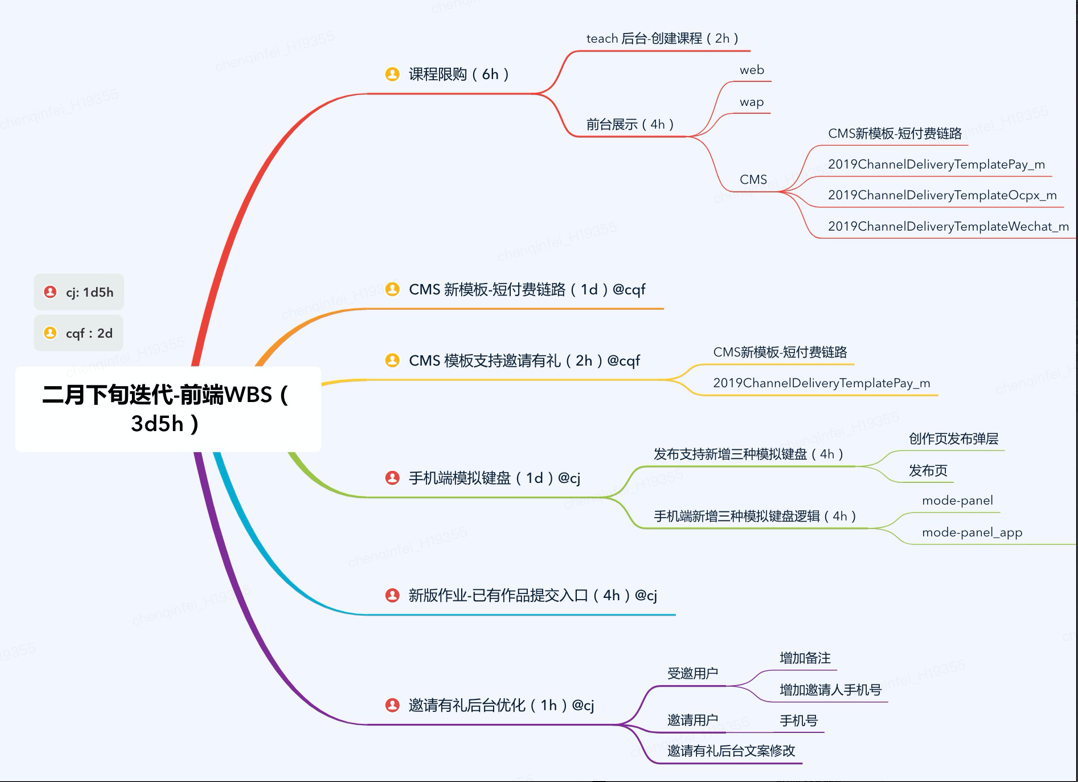 teach 后台-创建课程（2h）
课程限购（6h）
web
wap
前台展示（4h）
CMS
CMS新模板-短付费链路
2019ChannelDeliveryTemplatePay_m
2019ChannelDeliveryTemplateOcpx_m
2019ChannelDeliveryTemplateWechat_m
cj: 1d5h
cqf：2d
二月下旬迭代-前端WBS（
3d5h）
CMS 新模板-短付费链路（1d）@cqf
CMS 模板支持邀请有礼（2h）@cqf
CMS新模板-短付费链路
2019ChannelDeliveryTemplatePay_m
手机端模拟键盘（1d）@cj
发布支持新增三种模拟键盘（4h）
创作页发布弹层
发布页
手机端新增三种模拟键盘逻辑（4h）
mode-panel
mode-panel_app
新版作业-已有作品提交入口（4h）@cj
邀请有礼后台优化（1h）@cj
受邀用户
增加备注
增加邀请人手机号
邀请用户
手机号
邀请有礼后台文案修改